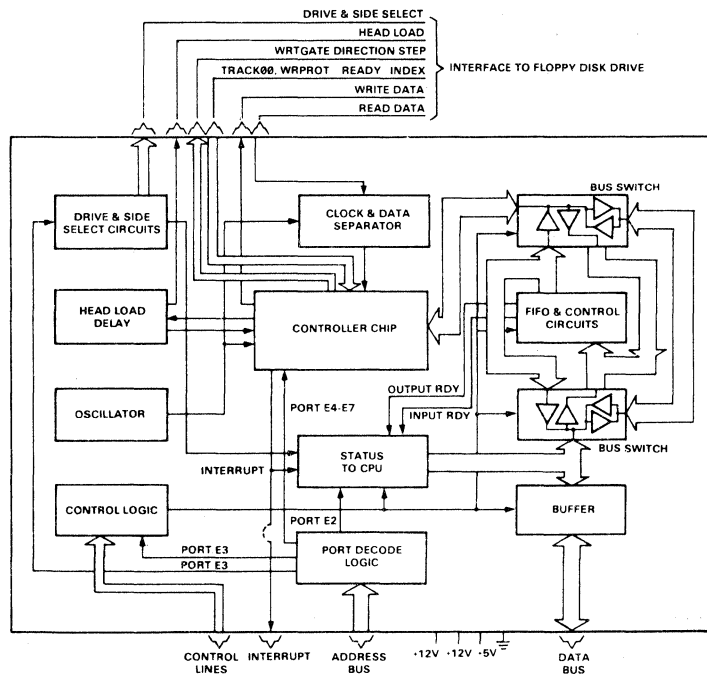 DRIVE & SIDE SELECT
HEAD LOAD
WRTGATE DIRECTION STEP
TRACK00, WRPROT READY INDEX
WRITE DATA
READ DATA
INTERFACE TO FLOPPY DISK DRIVE
BUS SWITCH
DRIVE & SIDE
SELECT CIRCUITS
CLOCK & DATA
SEPARATOR
HEAD LOAD
DELAY
CONTROLLER CHIP
FIFO & CONTROL
CIRCUITS
OSCILLATOR
PORT E4-E7
OUTPUT RDY
INPUT RDY
BUS SWITCH
INTERRUPT
STATUS
TO CPU
CONTROL LOGIC
PORT E2
BUFFER
PORT E3
PORT E3
PORT DECODE
LOGIC
CONTROL
LINES
INTERRUPT
ADDRESS
BUS
+12V
+12V
+5V
DATA
BUS